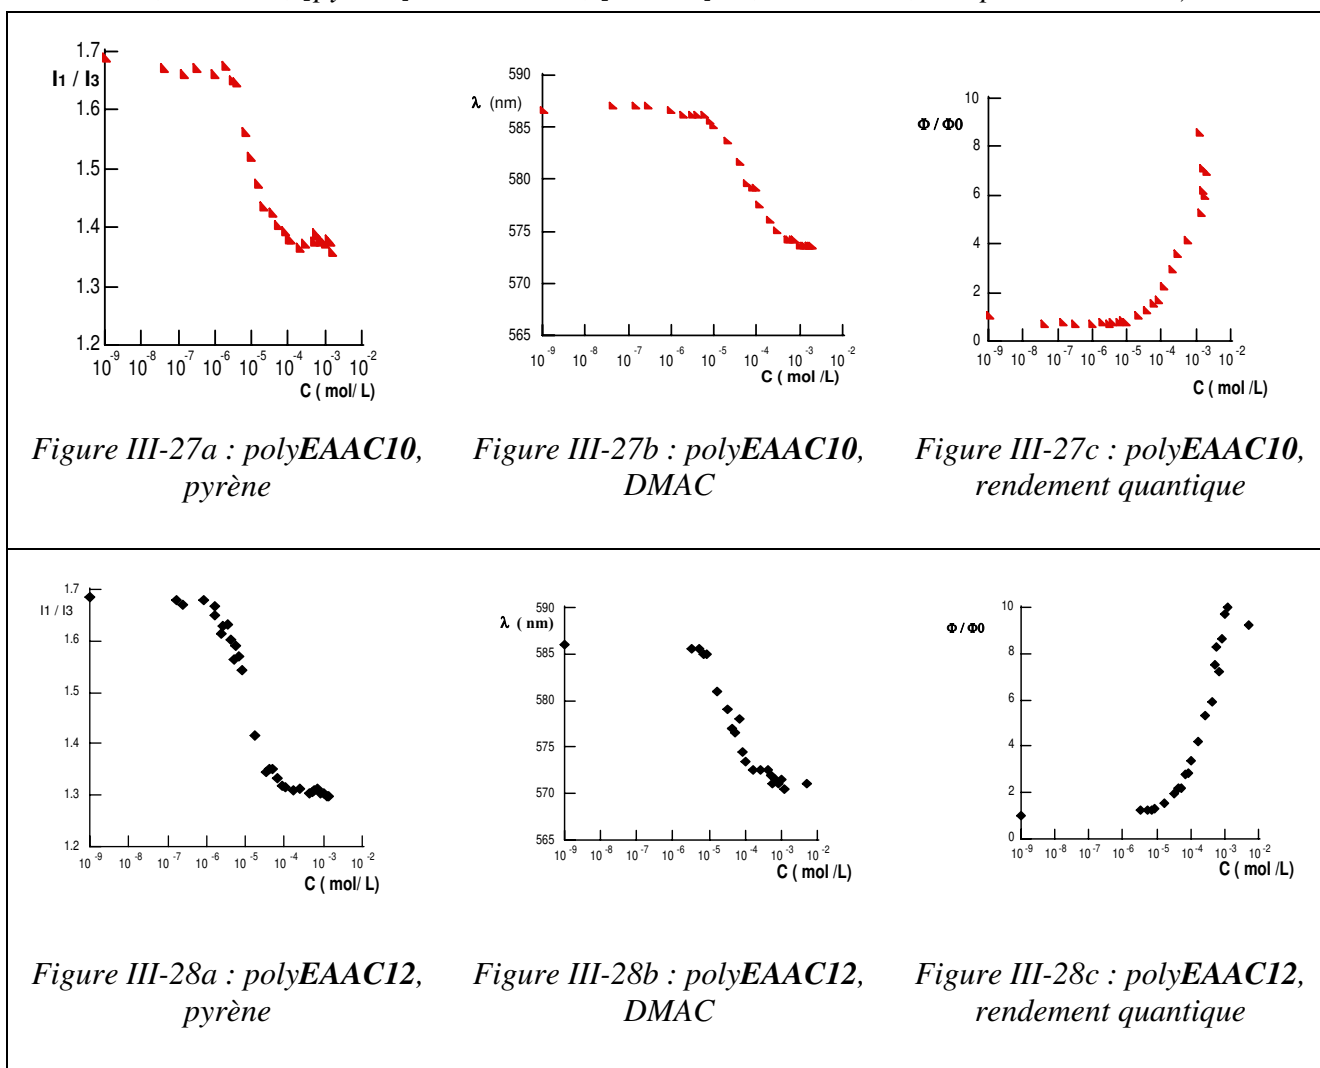 1.7
I1 / I3
1.6
1.5
1.4
1.3
1.2
10-9 10-8 10-7 10-6 10-5 10-4 10-3 10-2
C ( mol/ L)
590
λ (nm)
585
580
575
570
565
10-9 10-8 10-7 10-6 10-5 10-4 10-3 10-2
C ( mol /L)
10
Φ / Φ0
8
6
4
2
0
10-9 10-8 10-7 10-6 10-5 10-4 10-3 10-2
C ( mol /L)
Figure III-27a : polyEAAC10,
pyrène
Figure III-27b : polyEAAC10,
DMAC
Figure III-27c : polyEAAC10,
rendement quantique
1.7
I1 / I3
1.6
1.5
1.4
1.3
1.2
10-9 10-8 10-7 10-6 10-5 10-4 10-3 10-2
C ( mol/ L)
590
λ ( nm)
585
580
575
570
565
10-9 10-8 10-7 10-6 10-5 10-4 10-3 10-2
C ( mol /L)
10
Φ / Φ0
8
6
4
2
0
10-9 10-8 10-7 10-6 10-5 10-4 10-3 10-2
C ( mol /L)
Figure III-28a : polyEAAC12,
pyrène
Figure III-28b : polyEAAC12,
DMAC
Figure III-28c : polyEAAC12,
rendement quantique